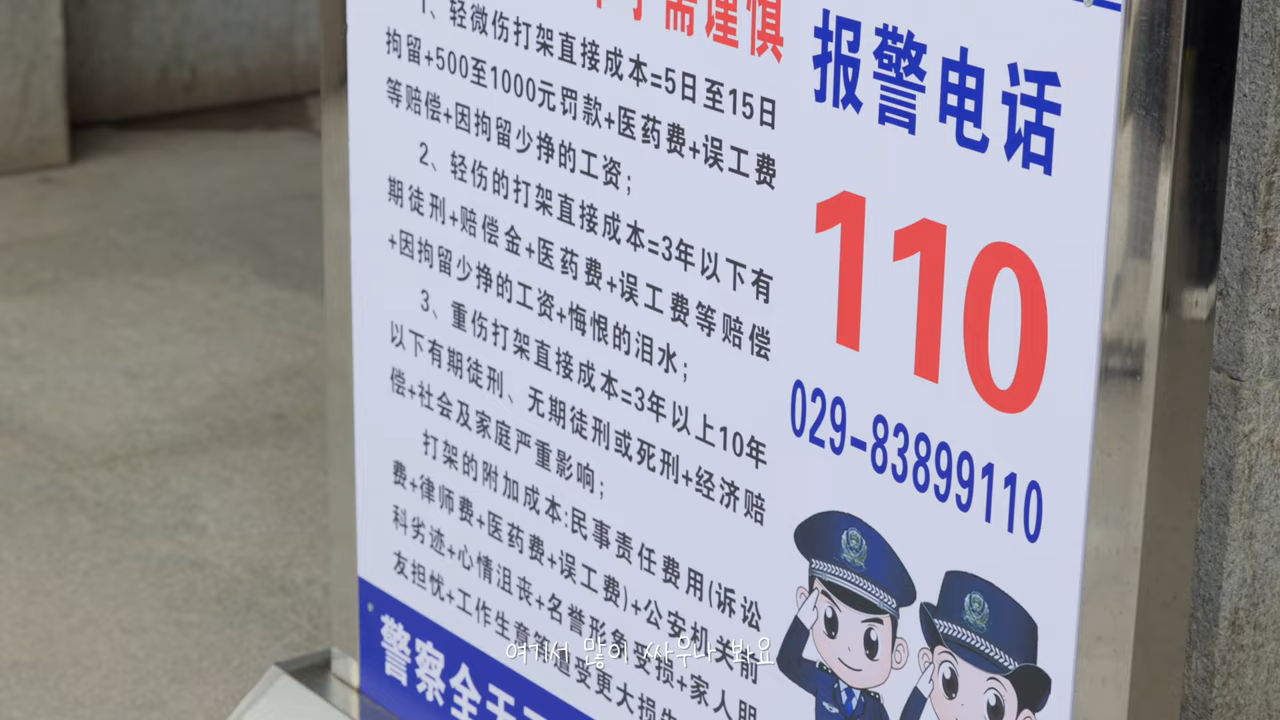 需谨慎
1、轻微伤打架直接成本=5日至15日
拘留+500至1000元罚款+医药费+误工费
等赔偿+因拘留少挣的工资；
2、轻伤的打架直接成本=3年以下有
期徒刑+赔偿金+医药费+误工费等赔偿
+因拘留少挣的工资+悔恨的泪水；
3、重伤打架直接成本=3年以上10年
以下有期徒刑、无期徒刑或死刑+经济赔
偿+社会及家庭严重影响；
打架的附加成本:民事责任费用(诉讼
费+律师费+医药费+误工费)+公安机关前
科劣迹+心情沮丧+名誉形象受损+家人朋
友担忧+工作生意等遭受更大损失
报警电话
110
029-83899110
警察全天
여기서 많이 싸우나 봐요